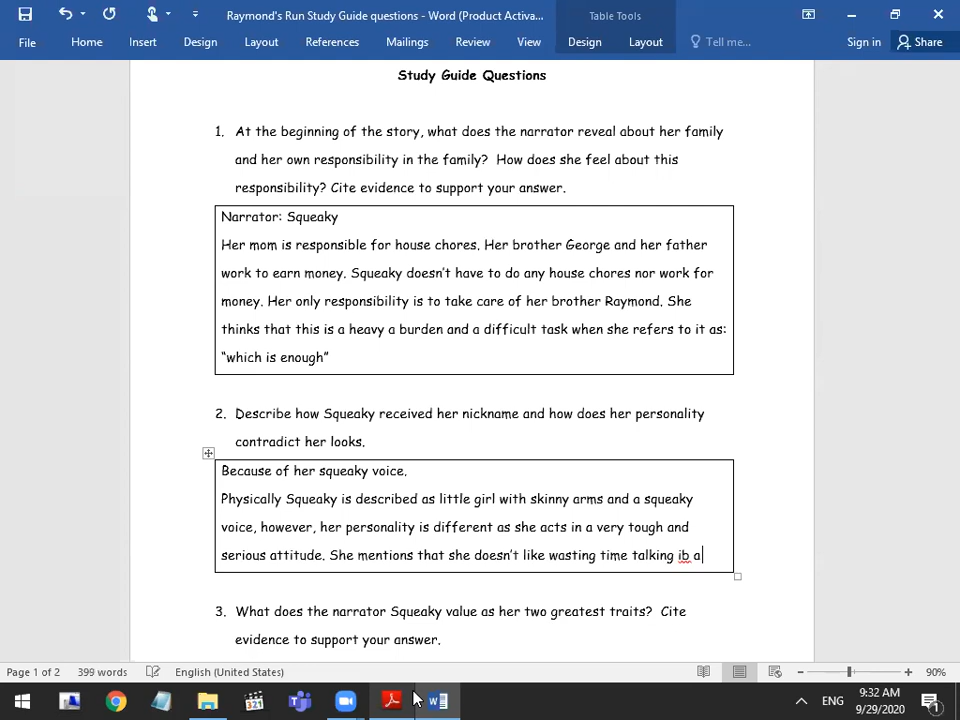 Raymond's Run Study Guide questions - Word (Product Activa...
Table Tools
File Home Insert Design Layout References Mailings Review View Design Layout Tell me... Sign in Share
Study Guide Questions
1. At the beginning of the story, what does the narrator reveal about her family
and her own responsibility in the family? How does she feel about this
responsibility? Cite evidence to support your answer.
Narrator: Squeaky
Her mom is responsible for house chores. Her brother George and her father
work to earn money. Squeaky doesn't have to do any house chores nor work for
money. Her only responsibility is to take care of her brother Raymond. She
thinks that this is a heavy a burden and a difficult task when she refers to it as:
“which is enough”
2. Describe how Squeaky received her nickname and how does her personality
contradict her looks.
Because of her squeaky voice.
Physically Squeaky is described as little girl with skinny arms and a squeaky
voice, however, her personality is different as she acts in a very tough and
serious attitude. She mentions that she doesn't like wasting time talking ib a
3. What does the narrator Squeaky value as her two greatest traits? Cite
evidence to support your answer.
Page 1 of 2 399 words English (United States) 90%
321
ENG
9:32 AM
9/29/2020
1